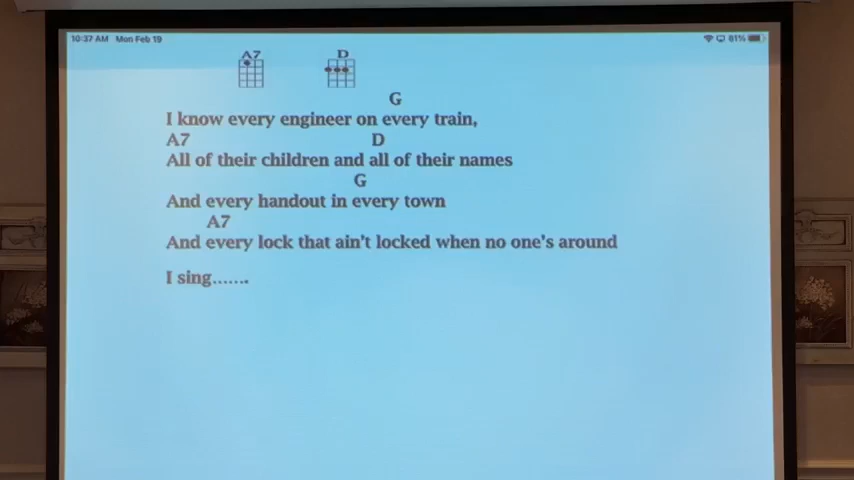 10:37 AM Mon Feb 19
81%
A7 D
G
I know every engineer on every train,
A7 D
All of their children and all of their names
G
And every handout in every town
A7
And every lock that ain't locked when no one's around
I sing.......